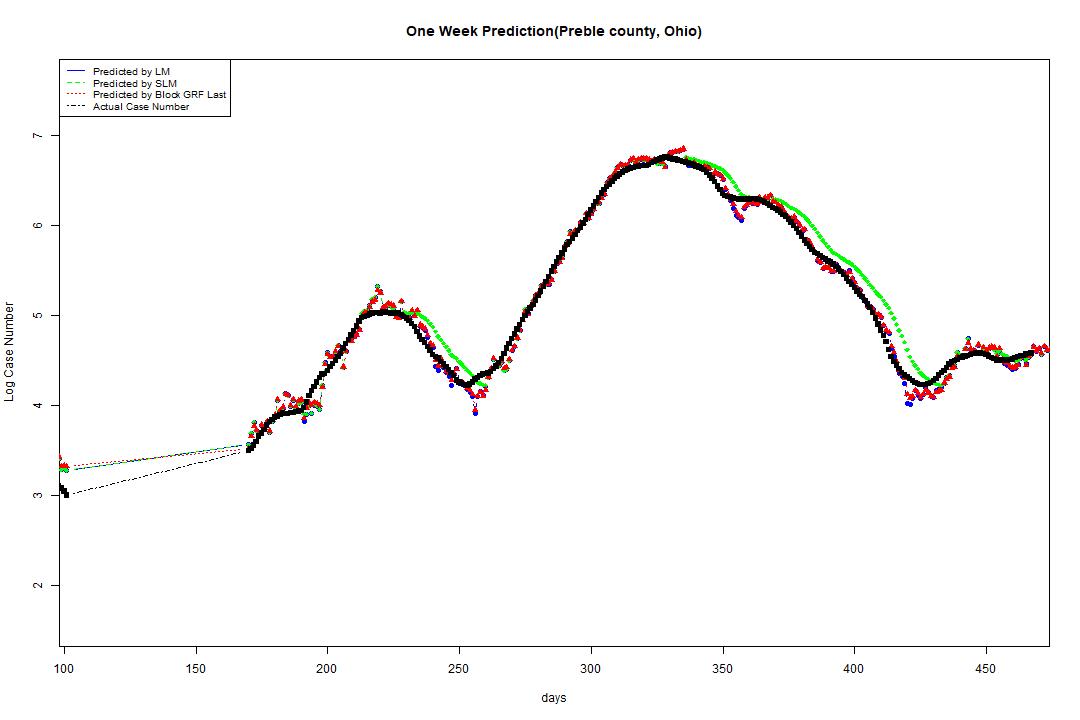 One Week Prediction(Preble county, Ohio)
Predicted by LM
Predicted by SLM
Predicted by Block GRF Last
Actual Case Number
7
6
5
4
3
2
Log Case Number
100 150 200 250 300 350 400 450
days